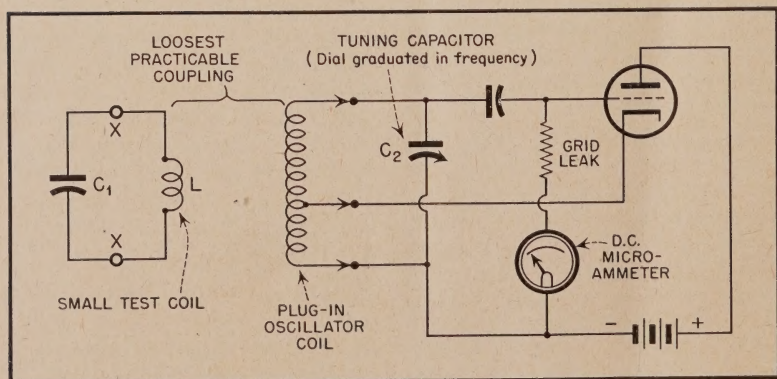 LOOSEST
PRACTICABLE
COUPLING
TUNING CAPACITOR
(Dial graduated in frequency)
X
C1
L
X
SMALL TEST COIL
PLUG-IN
OSCILLATOR
COIL
C2
GRID
LEAK
D.C.
MICRO-
AMMETER
- +